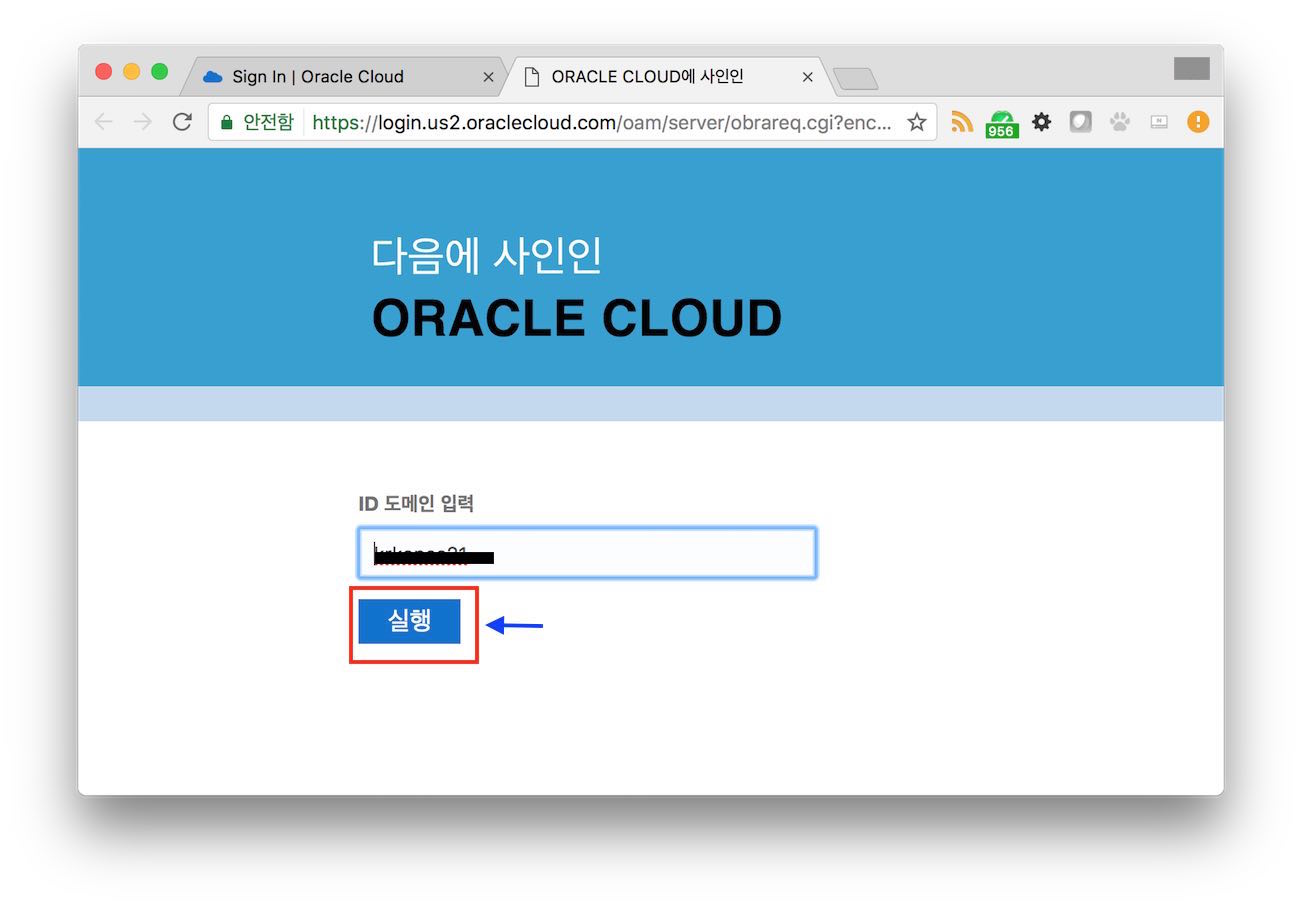 Sign In | Oracle Cloud
ORACLE CLOUD에 사인인
안전함
https://login.us2.oraclecloud.com/oam/server/obrareq.cgi?enc...
956
다음에 사인인
ORACLE CLOUD
ID 도메인 입력
실행